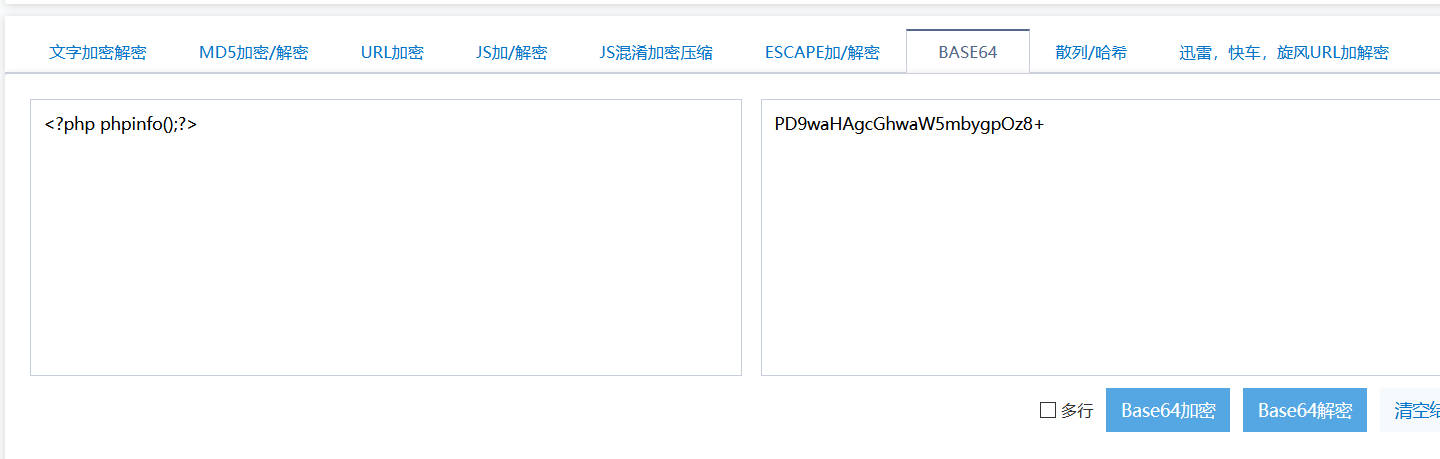 文字加密解密 MD5加密/解密 URL加密 JS加/解密 JS混淆加密压缩 ESCAPE加/解密 BASE64 散列/哈希 迅雷，快车，旋风URL加解密
<?php phpinfo();?>
PD9waHAgcGhwaW5mbygpOz8+
多行 Base64加密 Base64解密 清空